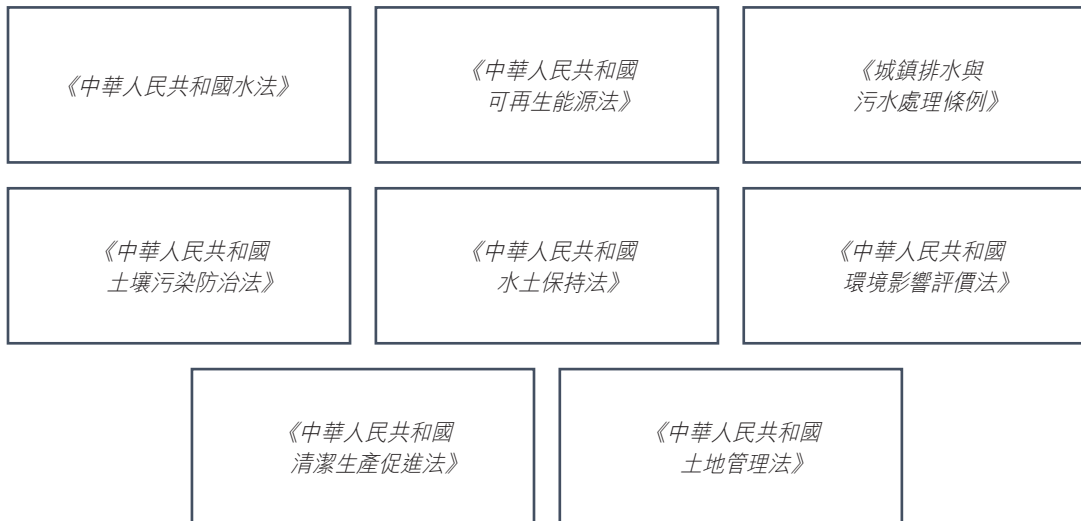 《中華人民共和國水法》
《中華人民共和國
可再生能源法》
《城鎮排水與
污水處理條例》
《中華人民共和國
土壤污染防治法》
《中華人民共和國
水土保持法》
《中華人民共和國
環境影響評價法》
《中華人民共和國
清潔生產促進法》
《中華人民共和國
土地管理法》